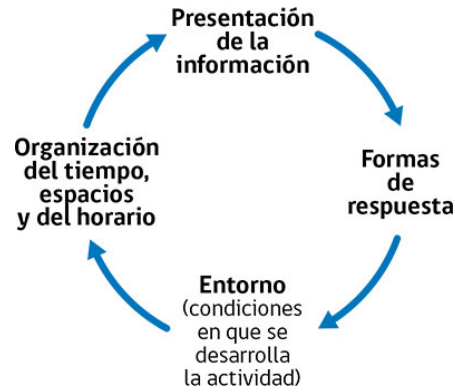 Presentación
de la
información
Formas
de
respuesta
Entorno
(condiciones
en que se
desarrolla
la actividad)
Organización
del tiempo,
espacios
y del horario